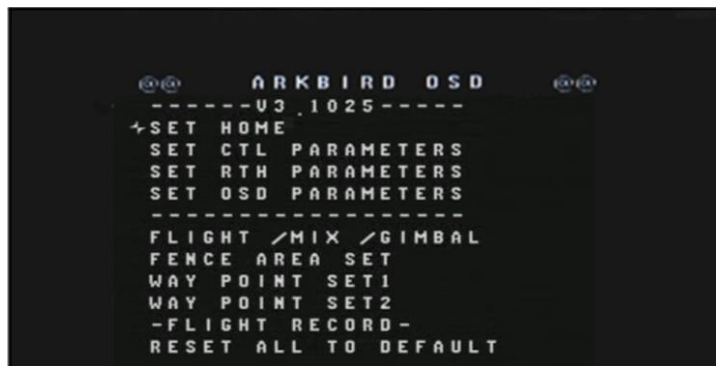 @@ ARKBIRD OSD @@
------V3.1025-----
SET HOME
SET CTL PARAMETERS
SET RTH PARAMETERS
SET OSD PARAMETERS
-------------------
FLIGHT /MIX /GIMBAL
FENCE AREA SET
WAY POINT SET1
WAY POINT SET2
-FLIGHT RECORD-
RESET ALL TO DEFAULT